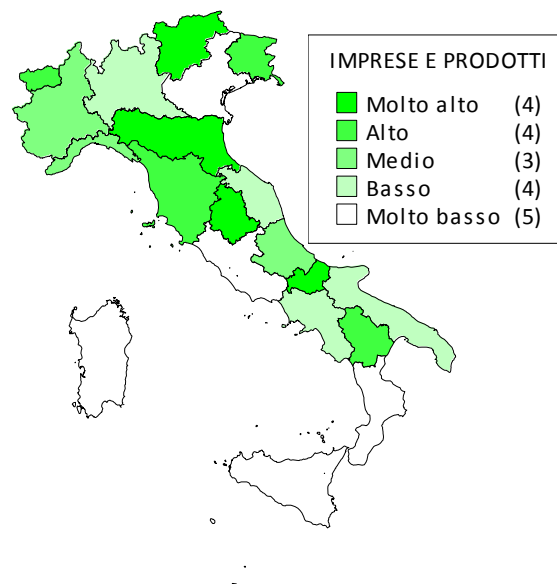 IMPRESE E PRODOTTI
Molto alto (4)
Alto (4)
Medio (3)
Basso (4)
Molto basso (5)